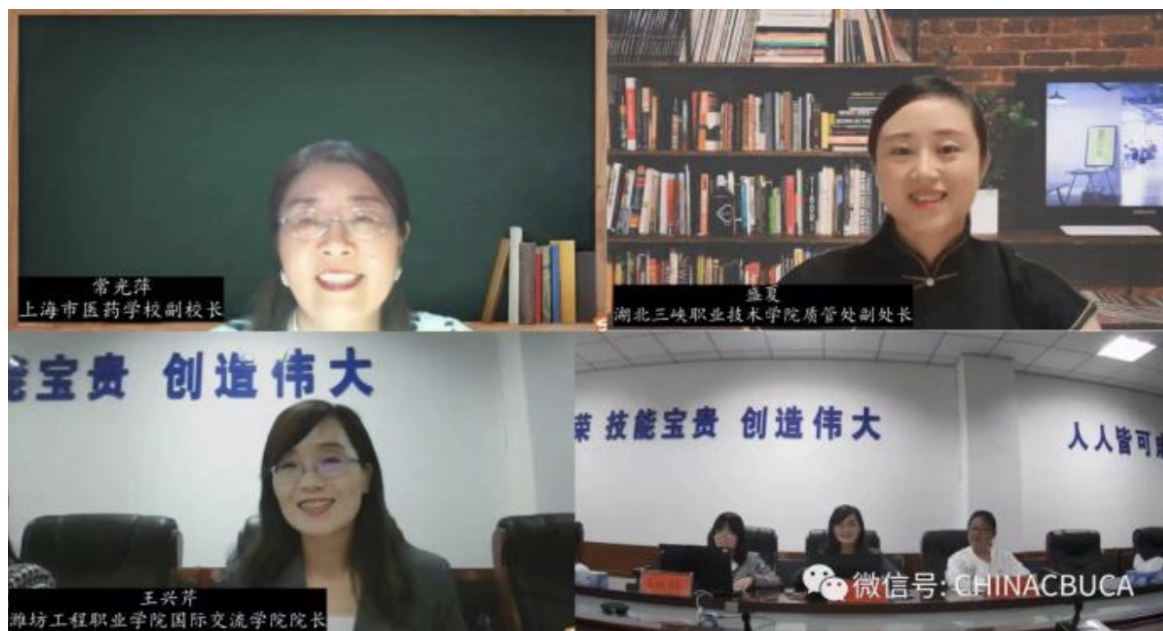 常光萍
上海市医药学校副校长
盛夏
湖北三峡职业技术学院质管处副处长
能宝贵 创造伟大
王兴芹
潍坊工程职业学院国际交流学院院长
荣 技能宝贵 创造伟大
人人皆可成
微信号: CHINACBUCA